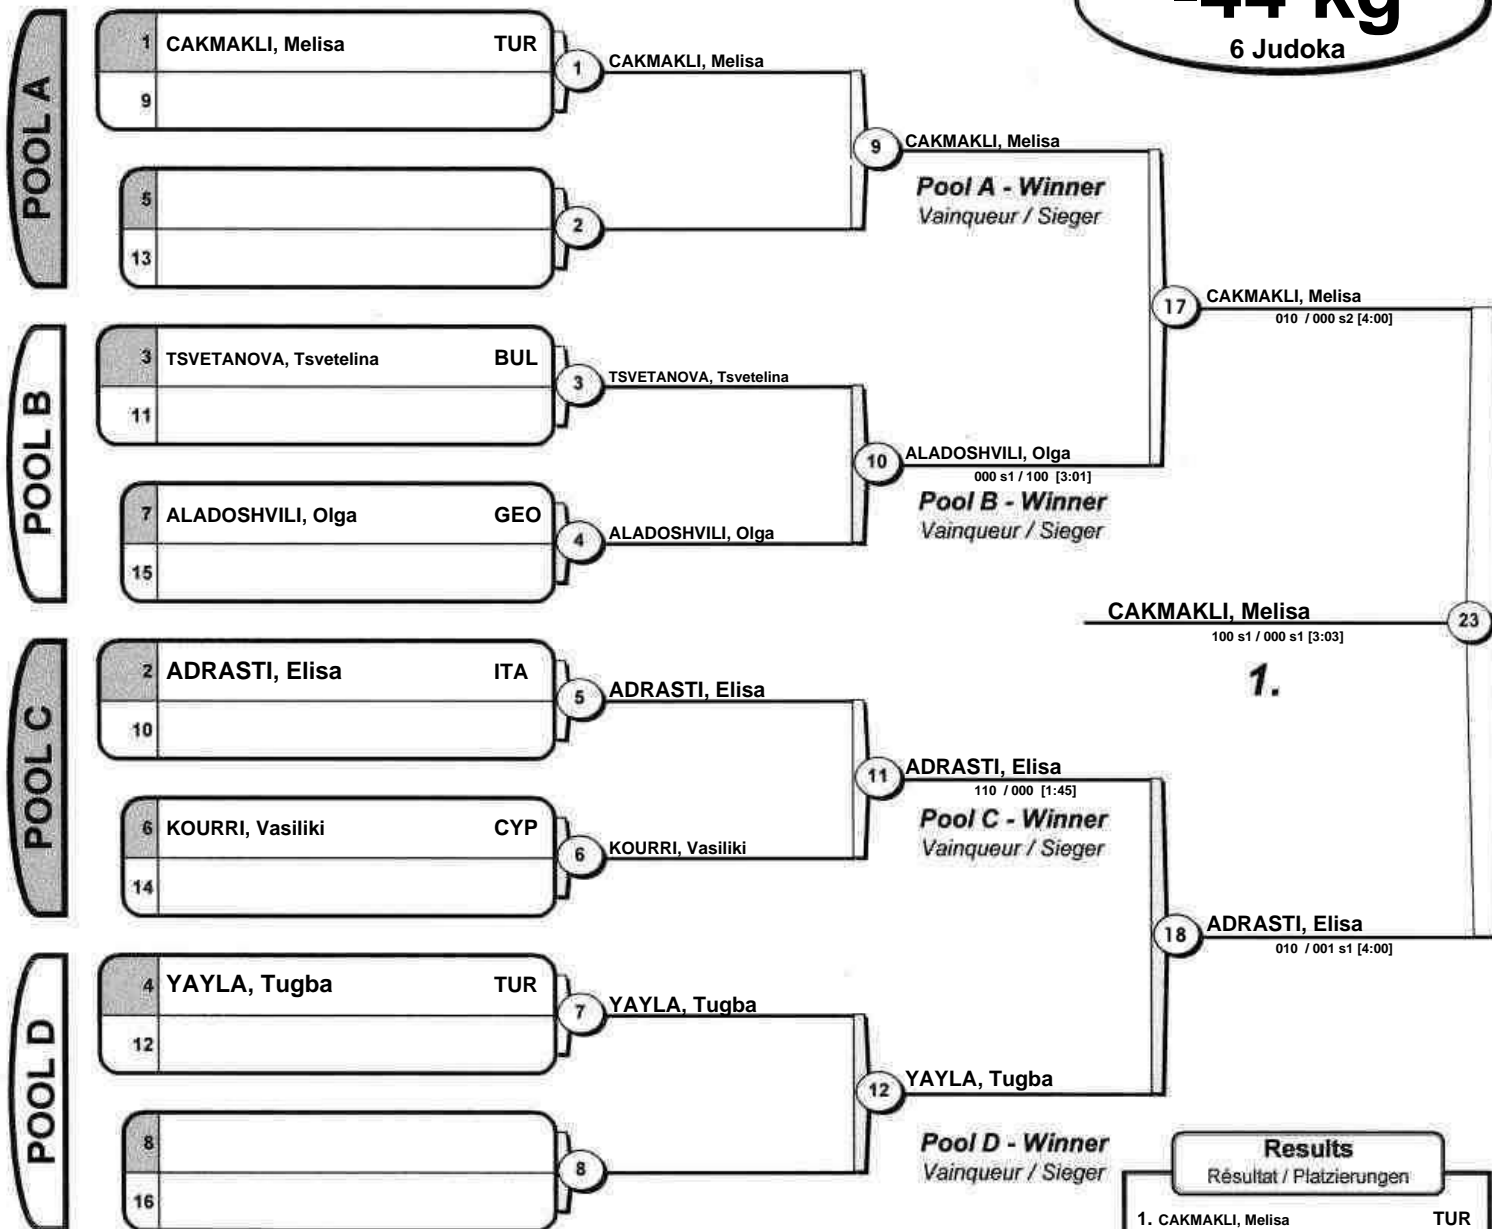 -44 kg
6 Judoka
POOL A
1 CAKMAKLI, Melisa TUR
9
1
CAKMAKLI, Melisa
5
13
2
9
CAKMAKLI, Melisa
Pool A - Winner
Vainqueur / Sieger
POOL B
3 TSVETANOVA, Tsvetelina BUL
11
3
TSVETANOVA, Tsvetelina
7 ALADOSHVILI, Olga GEO
15
4
ALADOSHVILI, Olga
10
ALADOSHVILI, Olga
000 s1 / 100 [3:01]
Pool B - Winner
Vainqueur / Sieger
17
CAKMAKLI, Melisa
010 / 000 s2 [4:00]
CAKMAKLI, Melisa
100 s1 / 000 s1 [3:03]
1.
23
POOL C
2 ADRASTI, Elisa ITA
10
5
ADRASTI, Elisa
6 KOURRI, Vasiliki CYP
14
6
KOURRI, Vasiliki
11
ADRASTI, Elisa
110 / 000 [1:45]
Pool C - Winner
Vainqueur / Sieger
18
ADRASTI, Elisa
010 / 001 s1 [4:00]
POOL D
4 YAYLA, Tugba TUR
12
7
YAYLA, Tugba
8
16
8
12
YAYLA, Tugba
Pool D - Winner
Vainqueur / Sieger
Results
Résultat / Platzierungen
1. CAKMAKLI, Melisa TUR